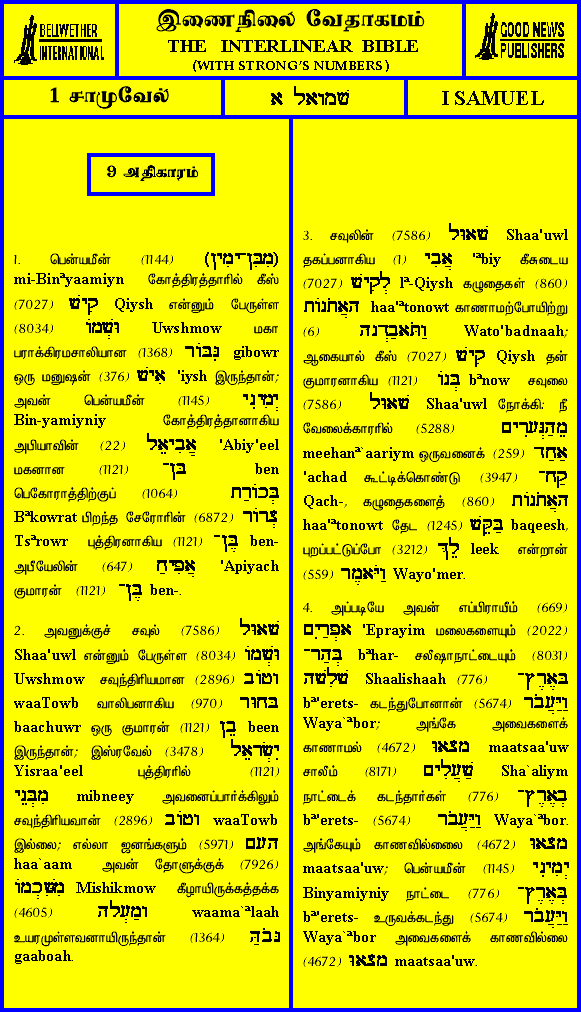 BELLWETHER
INTERNATIONAL
இணைநிலை வேதாகமம்
THE INTERLINEAR BIBLE
(WITH STRONG'S NUMBERS)
GOOD NEWS
PUBLISHERS
1 சாமுவேல்
שמואל א
I SAMUEL
9 அதிகாரம்
1. பென்யமீன் (1144) (מִבִּן־יָמִין)
mi-Binᵃyaamiyn கோத்திரத்தாரில் கீஸ்
(7027) קִישׁ Qiysh என்னும் பேருள்ள
(8034) וּשְׁמוֹ Uwshmow மகா
பராக்கிரமசாலியான (1368) גִּבּוֹר gibowr
ஒரு மனுஷன் (376) אִישׁ 'iysh இருந்தான்;
அவன் பென்யமீன் (1145) יְמִינִי
Bin-yamiyniy கோத்திரத்தானாகிய
அபியாவின் (22) אֲבִיאֵל 'Abiy'eel
மகனான (1121) בֶּן־ ben
பெகோராத்திற்குப் (1064) בְּכוֹרַת
Bᵃkowrat பிறந்த சேரோரின் (6872) צְרוֹר
Tsᵃrowr புத்திரனாகிய (1121) בֶּן־ ben-
அபீயேலின் (647) אֲפִיחַ 'Apiyach
குமாரன் (1121) בֶּן־ ben-.
2. அவனுக்குச் சவுல் (7586) שָׁאוּל
Shaa'uwl என்னும் பேருள்ள (8034) וּשְׁמוֹ
Uwshmow சவுந்திரியமான (2896) וָטוֹב
waaTowb வாலிபனாகிய (970) בָּחוּר
baachuwr ஒரு குமாரன் (1121) בֵן been
இருந்தான்; இஸ்ரவேல் (3478) יִשְׂרָאֵל
Yisraa'eel புத்திரரில் (1121)
מִבְּנֵי mibneey அவனைப்பார்க்கிலும்
சவுந்திரியவான் (2896) וָטוֹב waaTowb
இல்லை; எல்லா ஜனங்களும் (5971) הָעָם
haa`aam அவன் தோளுக்குக் (7926)
מִשִּׁכְמוֹ Mishikmow கீழாயிருக்கத்தக்க
(4605) וָמַעְלָה waama`ᵃlaah
உயரமுள்ளவனாயிருந்தான் (1364) גָּבֹהַּ
gaaboah.
3. சவுலின் (7586) שָׁאוּל Shaa'uwl
தகப்பனாகிய (1) אֲבִי 'ᵃbiy கீசுடைய
(7027) לְקִישׁ lᵃ-Qiysh கழுதைகள் (860)
הָאֲתֹנוֹת haa'ᵃtonowt காணாமற்போயிற்று
(6) וַתֹּאבַדְנָה Wato'badnaah;
ஆகையால் கீஸ் (7027) קִישׁ Qiysh தன்
குமாரனாகிய (1121) בְּנוֹ bᵃnow சவுலை
(7586) שָׁאוּל Shaa'uwl நோக்கி: நீ
வேலைக்காரரில் (5288) מֵהַנְּעָרִים
meehanᵃ`aariym ஒருவனைக் (259) אַחַד
'achad கூட்டிக்கொண்டு (3947) קַח־
Qach-, கழுதைகளைத் (860) הָאֲתֹנוֹת
haa'ᵃtonowt தேட (1245) בַּקֵּשׁ baqeesh,
புறப்பட்டுப்போ (3212) לֵךְ leek என்றான்
(559) וַיֹּאמֶר Wayo'mer.
4. அப்படியே அவன் எப்பிராயீம் (669)
אֶפְרַיִם 'Eprayim மலைகளையும் (2022)
בְּהַר־ bᵃhar- சலீஷாநாட்டையும் (8031)
שָׁלִשָׁה Shaalishaah (776) בְּאֶרֶץ־
bᵃ'erets- கடந்துபோனான் (5674) וַיַּעֲבֹר
Waya`ᵃbor; அங்கே அவைகளைக்
காணாமல் (4672) מָצָאוּ maatsaa'uw
சாலீம் (8171) שַׁעֲלִים Sha`aliym
நாட்டைக் கடந்தார்கள் (776) בְאֶרֶץ־
bᵃ'erets- (5674) וַיַּעֲבֹר Waya`ᵃbor.
அங்கேயும் காணவில்லை (4672) מָצָאוּ
maatsaa'uw; பென்யமீன் (1145) יְמִינִי
Binyamiyniy நாட்டை (776) בְּאֶרֶץ־
bᵃ'erets- உருவக்கடந்து (5674) וַיַּעֲבֹר
Waya`ᵃbor அவைகளைக் காணவில்லை
(4672) מָצָאוּ maatsaa'uw.